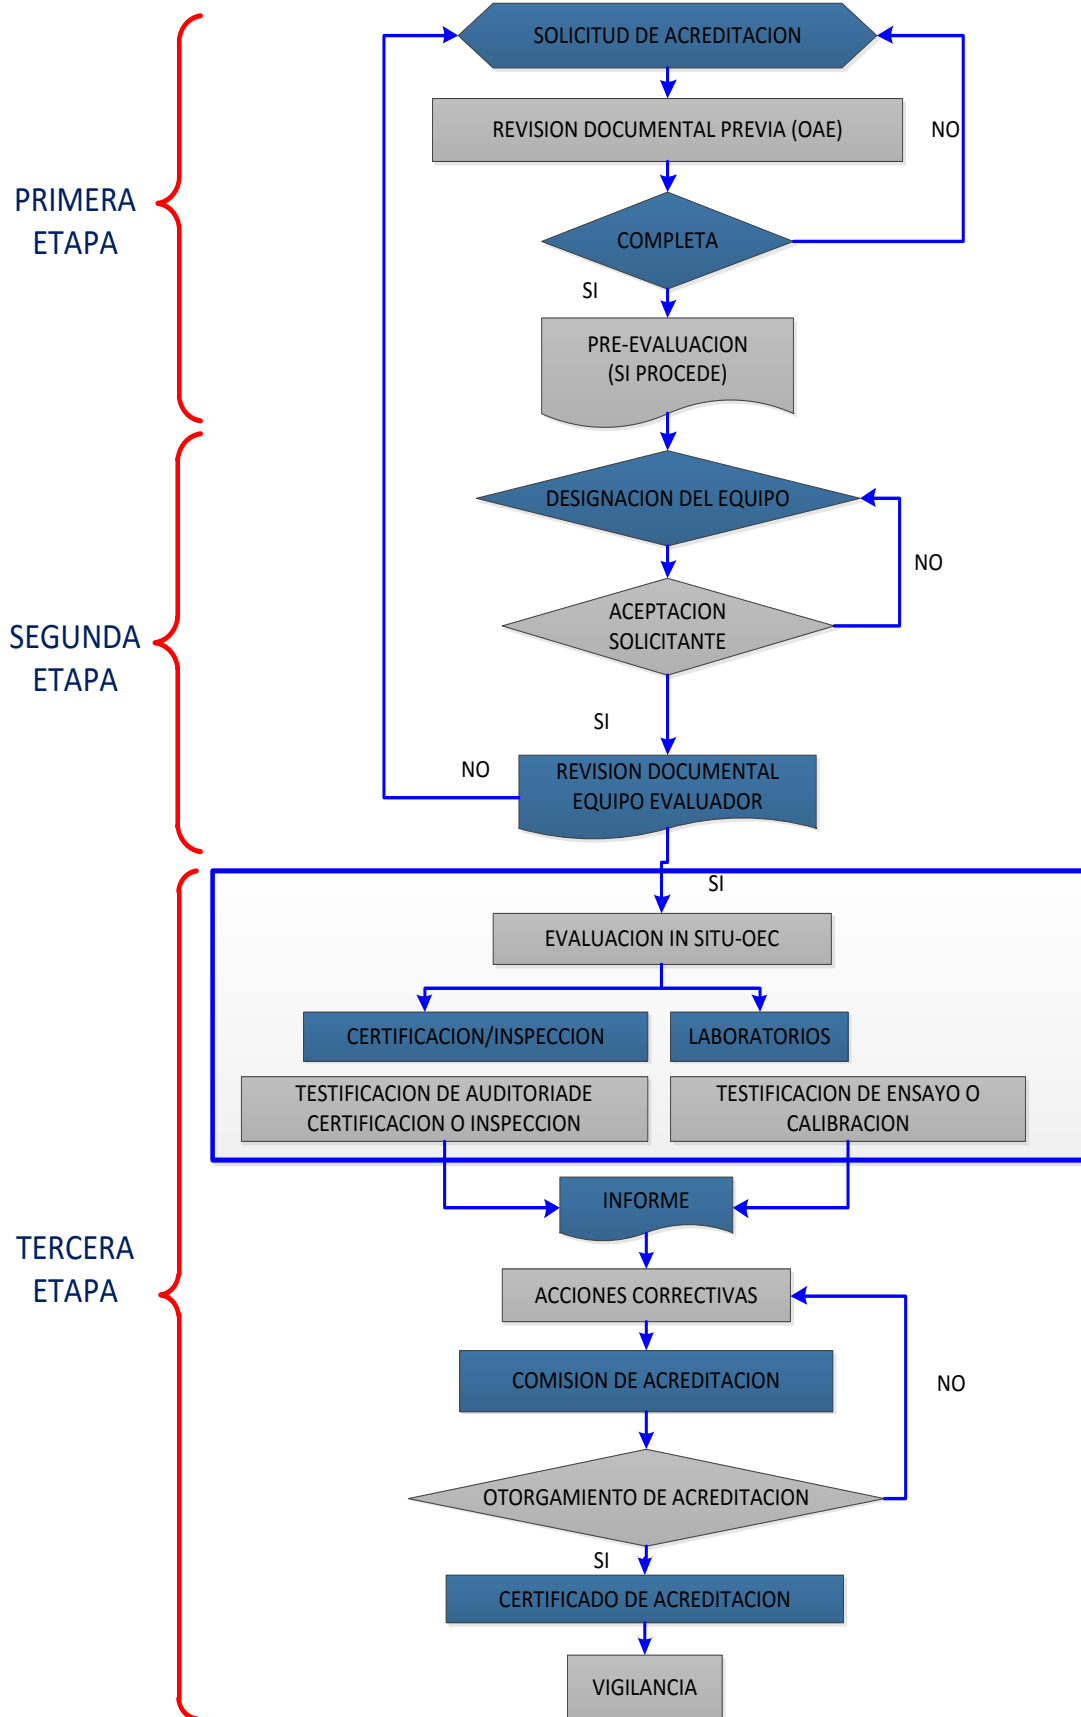 SOLICITUD DE ACREDITACION
REVISION DOCUMENTAL PREVIA (OAE)
NO
PRIMERA
ETAPA
COMPLETA
SI
PRE-EVALUACION
(SI PROCEDE)
DESIGNACION DEL EQUIPO
NO
ACEPTACION
SOLICITANTE
SEGUNDA
ETAPA
SI
NO
REVISION DOCUMENTAL
EQUIPO EVALUADOR
SI
EVALUACION IN SITU-OEC
CERTIFICACION/INSPECCION
LABORATORIOS
TESTIFICACION DE AUDITORIADE
CERTIFICACION O INSPECCION
TESTIFICACION DE ENSAYO O
CALIBRACION
INFORME
TERCERA
ETAPA
ACCIONES CORRECTIVAS
COMISION DE ACREDITACION
NO
OTORGAMIENTO DE ACREDITACION
SI
CERTIFICADO DE ACREDITACION
VIGILANCIA